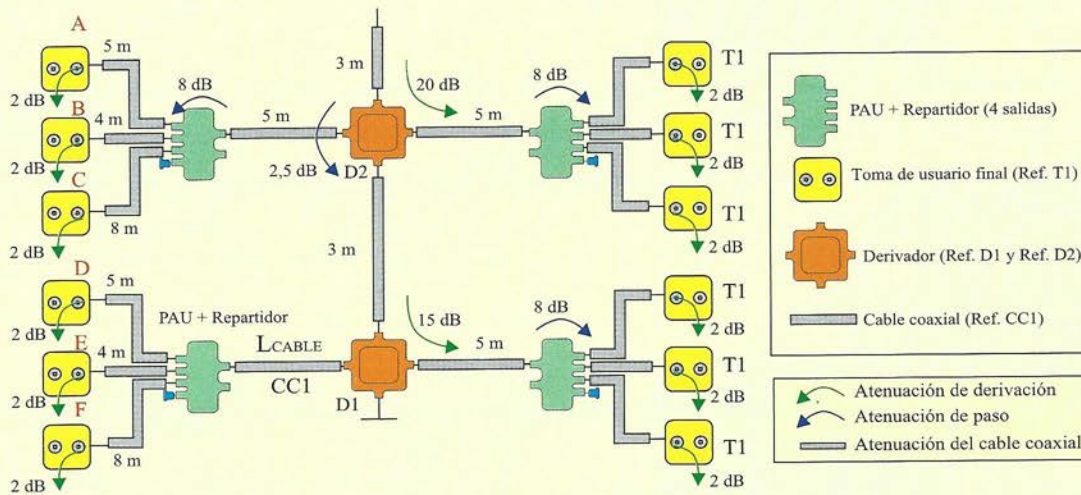 A
5 m
2 dB
B
4 m
2 dB
C
8 m
2 dB
8 dB
5 m
3 m
20 dB
5 m
2,5 dB
D2
8 dB
T1
2 dB
T1
2 dB
T1
2 dB
3 m
D
5 m
2 dB
E
4 m
2 dB
F
8 m
2 dB
PAU + Repartidor
LCABLE
CC1
D1
15 dB
5 m
8 dB
T1
2 dB
T1
2 dB
T1
2 dB
PAU + Repartidor (4 salidas)
Toma de usuario final (Ref. T1)
Derivador (Ref. D1 y Ref. D2)
Cable coaxial (Ref. CC1)
Atenuación de derivación
Atenuación de paso
Atenuación del cable coaxial